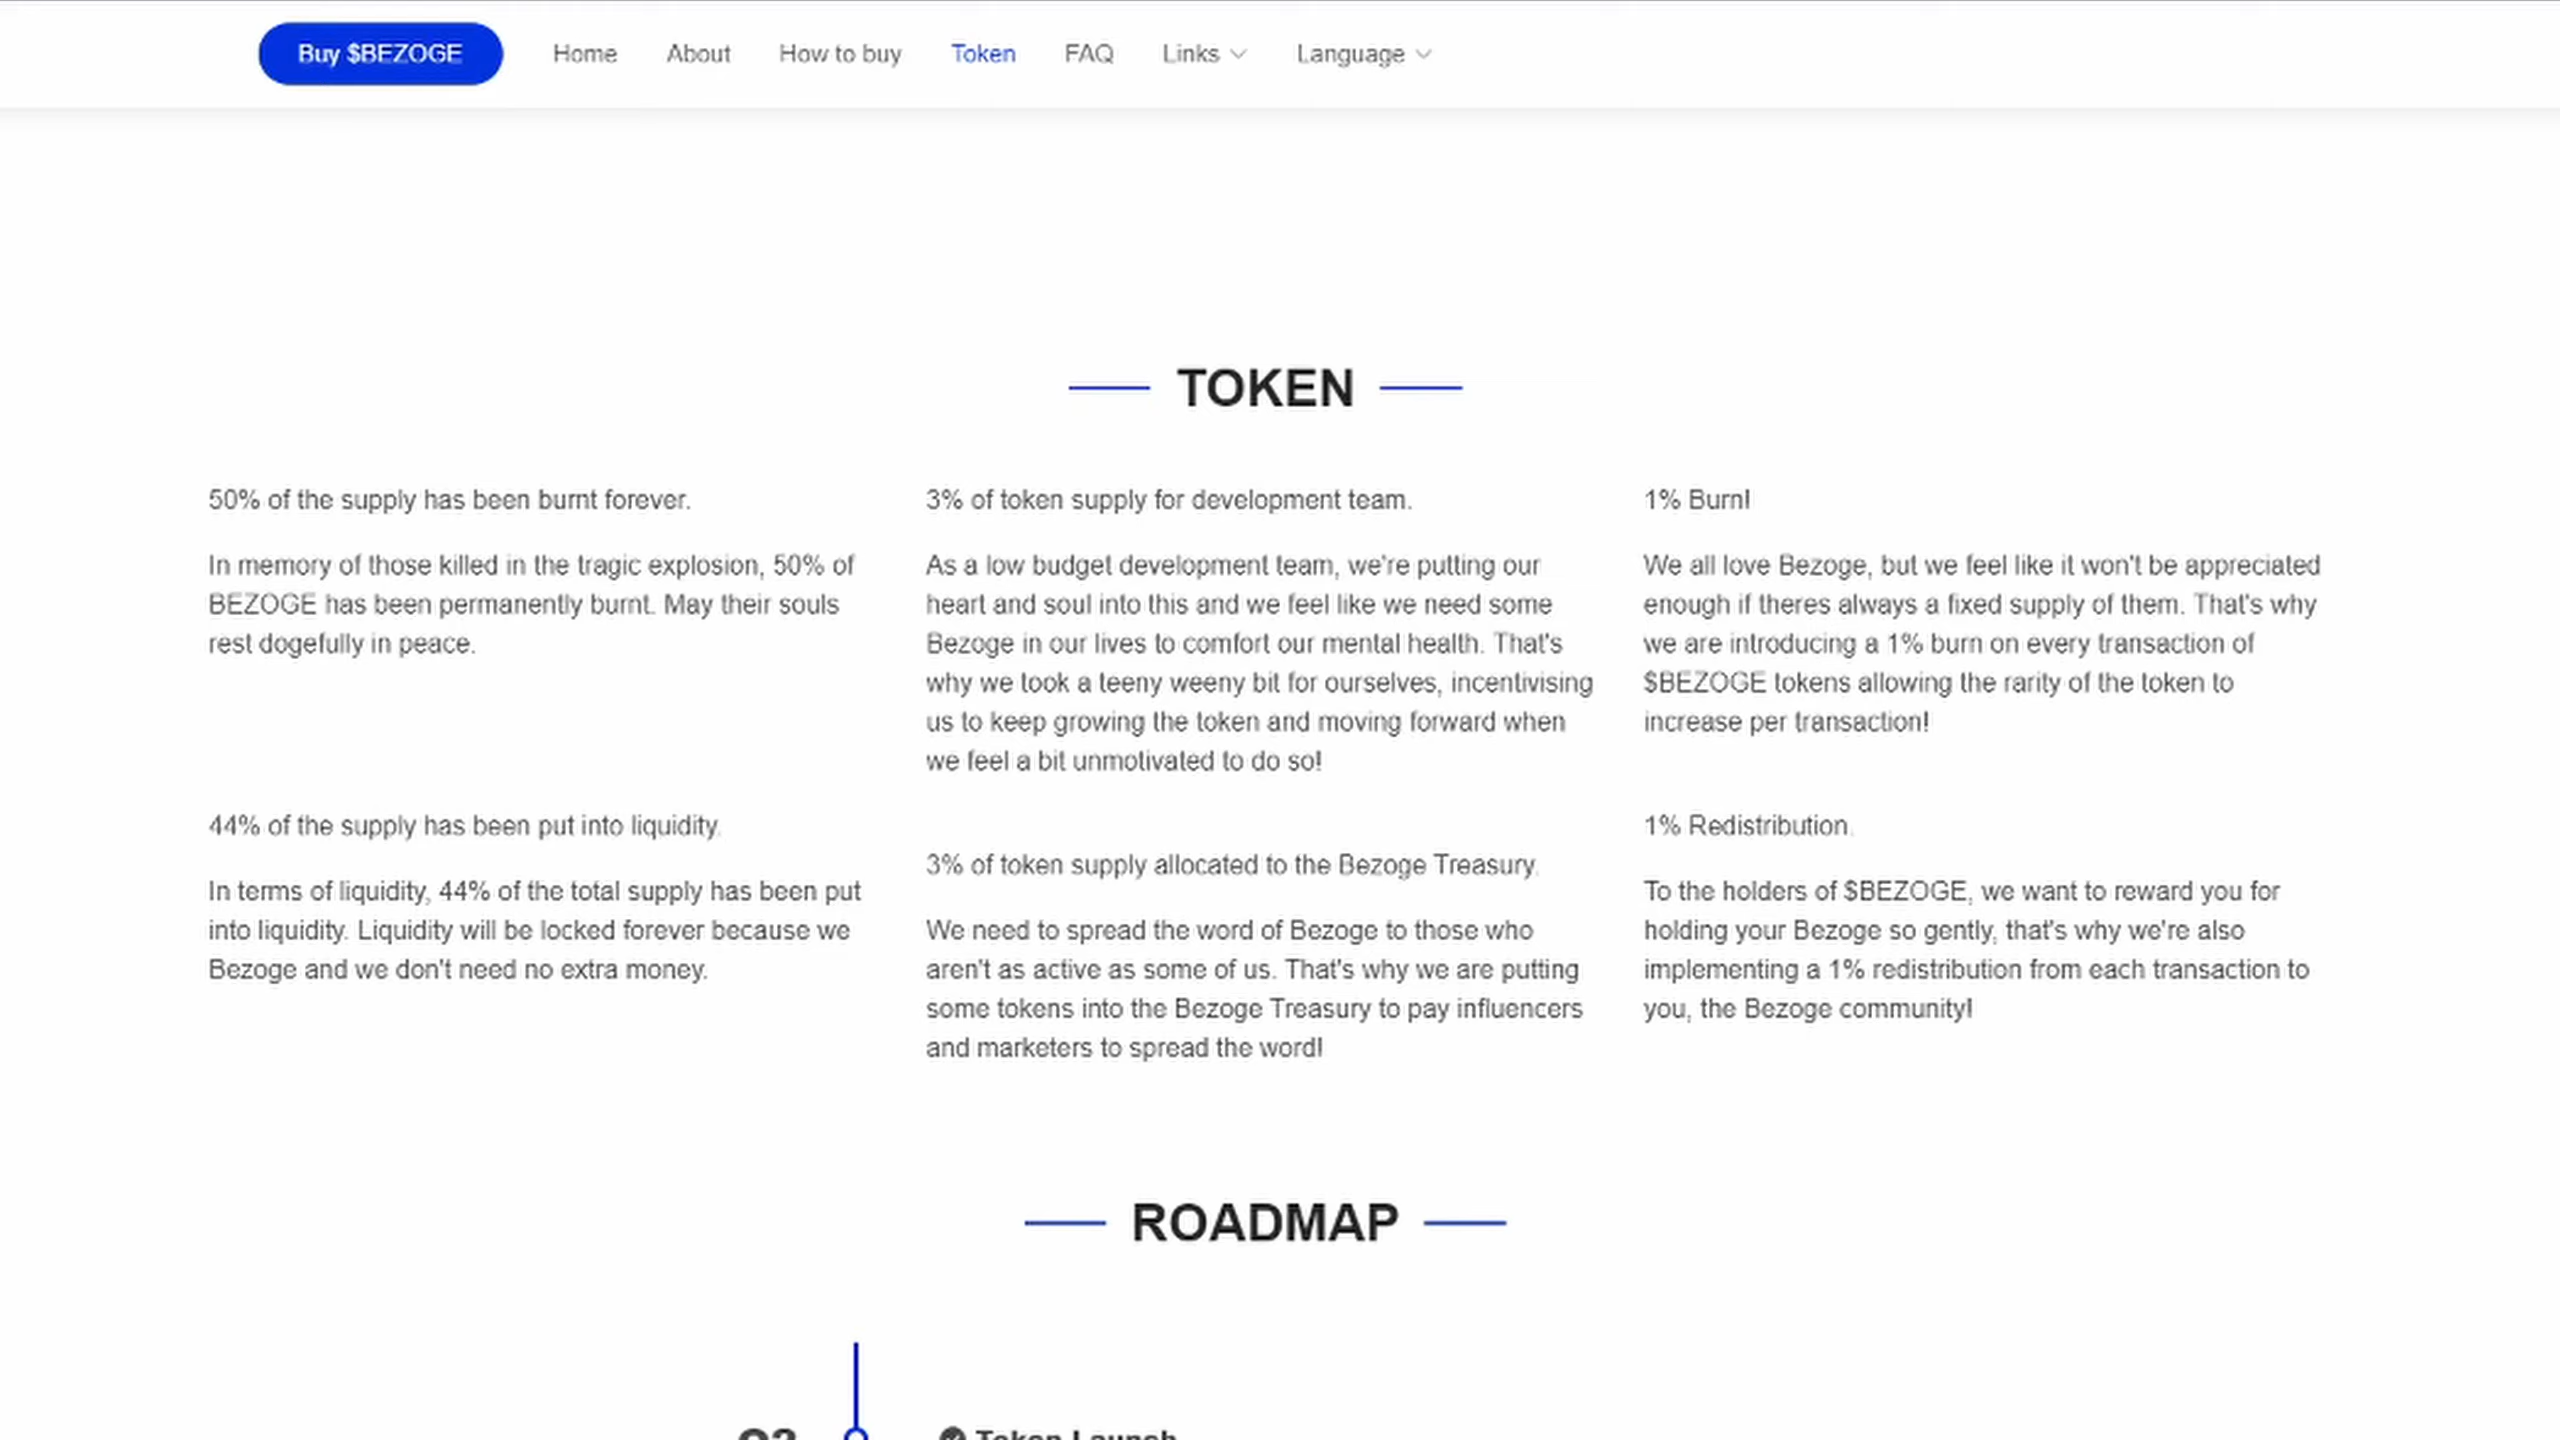 Buy $BEZOGE Home About How to buy Token FAQ Links Language
TOKEN
50% of the supply has been burnt forever.
In memory of those killed in the tragic explosion, 50% of
BEZOGE has been permanently burnt. May their souls
rest dogefully in peace.
44% of the supply has been put into liquidity.
In terms of liquidity, 44% of the total supply has been put
into liquidity. Liquidity will be locked forever because we
Bezoge and we don't need no extra money.
3% of token supply for development team.
As a low budget development team, we're putting our
heart and soul into this and we feel like we need some
Bezoge in our lives to comfort our mental health. That's
why we took a teeny weeny bit for ourselves, incentivising
us to keep growing the token and moving forward when
we feel a bit unmotivated to do so!
3% of token supply allocated to the Bezoge Treasury.
We need to spread the word of Bezoge to those who
aren't as active as some of us. That's why we are putting
some tokens into the Bezoge Treasury to pay influencers
and marketers to spread the word!
1% Burn!
We all love Bezoge, but we feel like it won't be appreciated
enough if theres always a fixed supply of them. That's why
we are introducing a 1% burn on every transaction of
$BEZOGE tokens allowing the rarity of the token to
increase per transaction!
1% Redistribution.
To the holders of $BEZOGE, we want to reward you for
holding your Bezoge so gently, that's why we're also
implementing a 1% redistribution from each transaction to
you, the Bezoge community!
ROADMAP
Token Launch